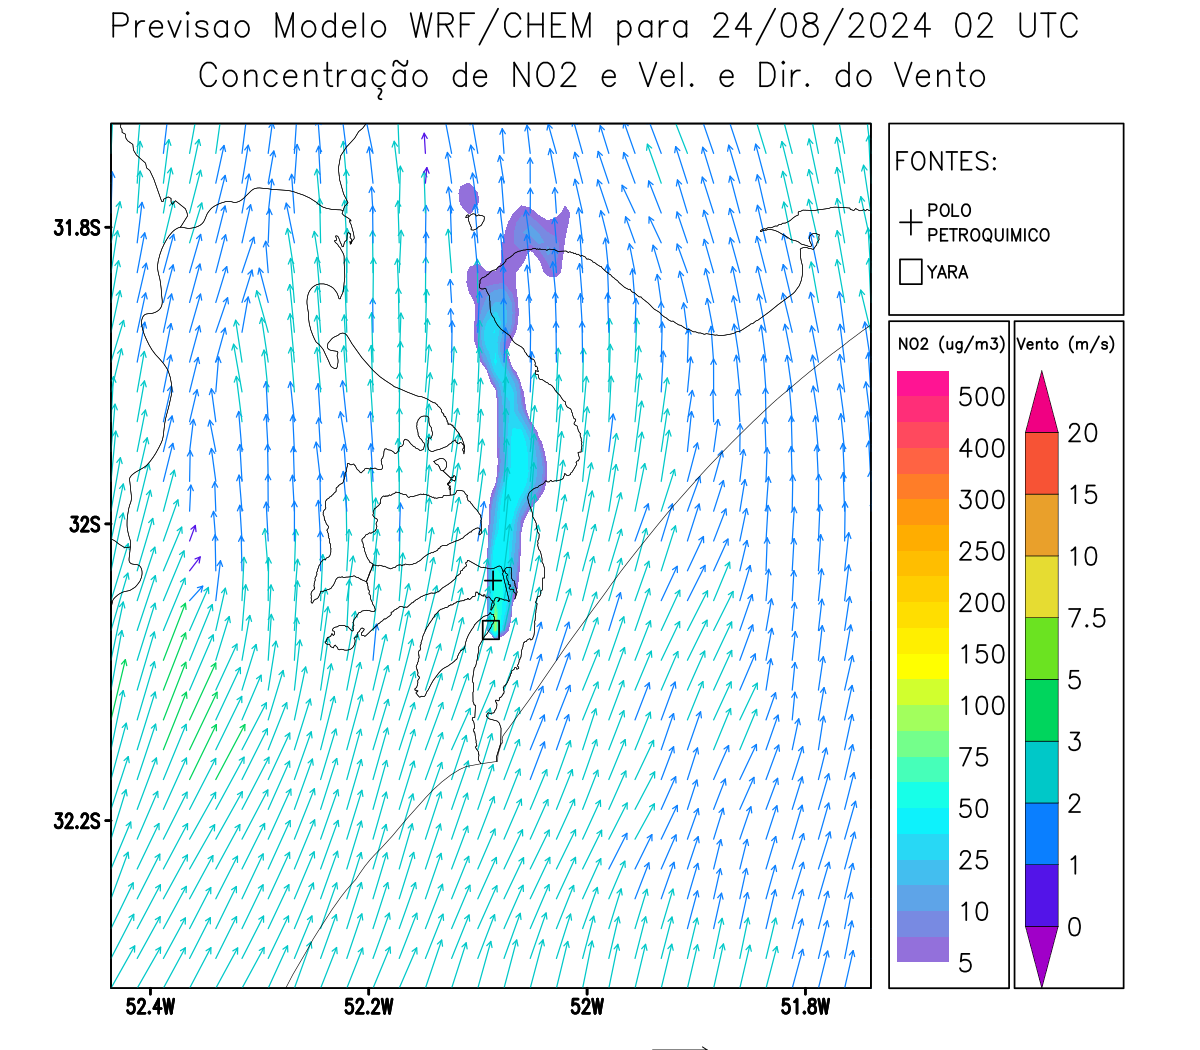 Previsao Modelo WRF/CHEM para 24/08/2024 02 UTC
Concentração de NO2 e Vel. e Dir. do Vento
FONTES:
POLO
PETROQUIMICO
YARA
NO2 (ug/m3)
500
400
300
250
200
150
100
75
50
25
10
5
Vento (m/s)
20
15
10
7.5
5
3
2
1
0
31.8S
32S
32.2S
52.4W
52.2W
52W
51.8W